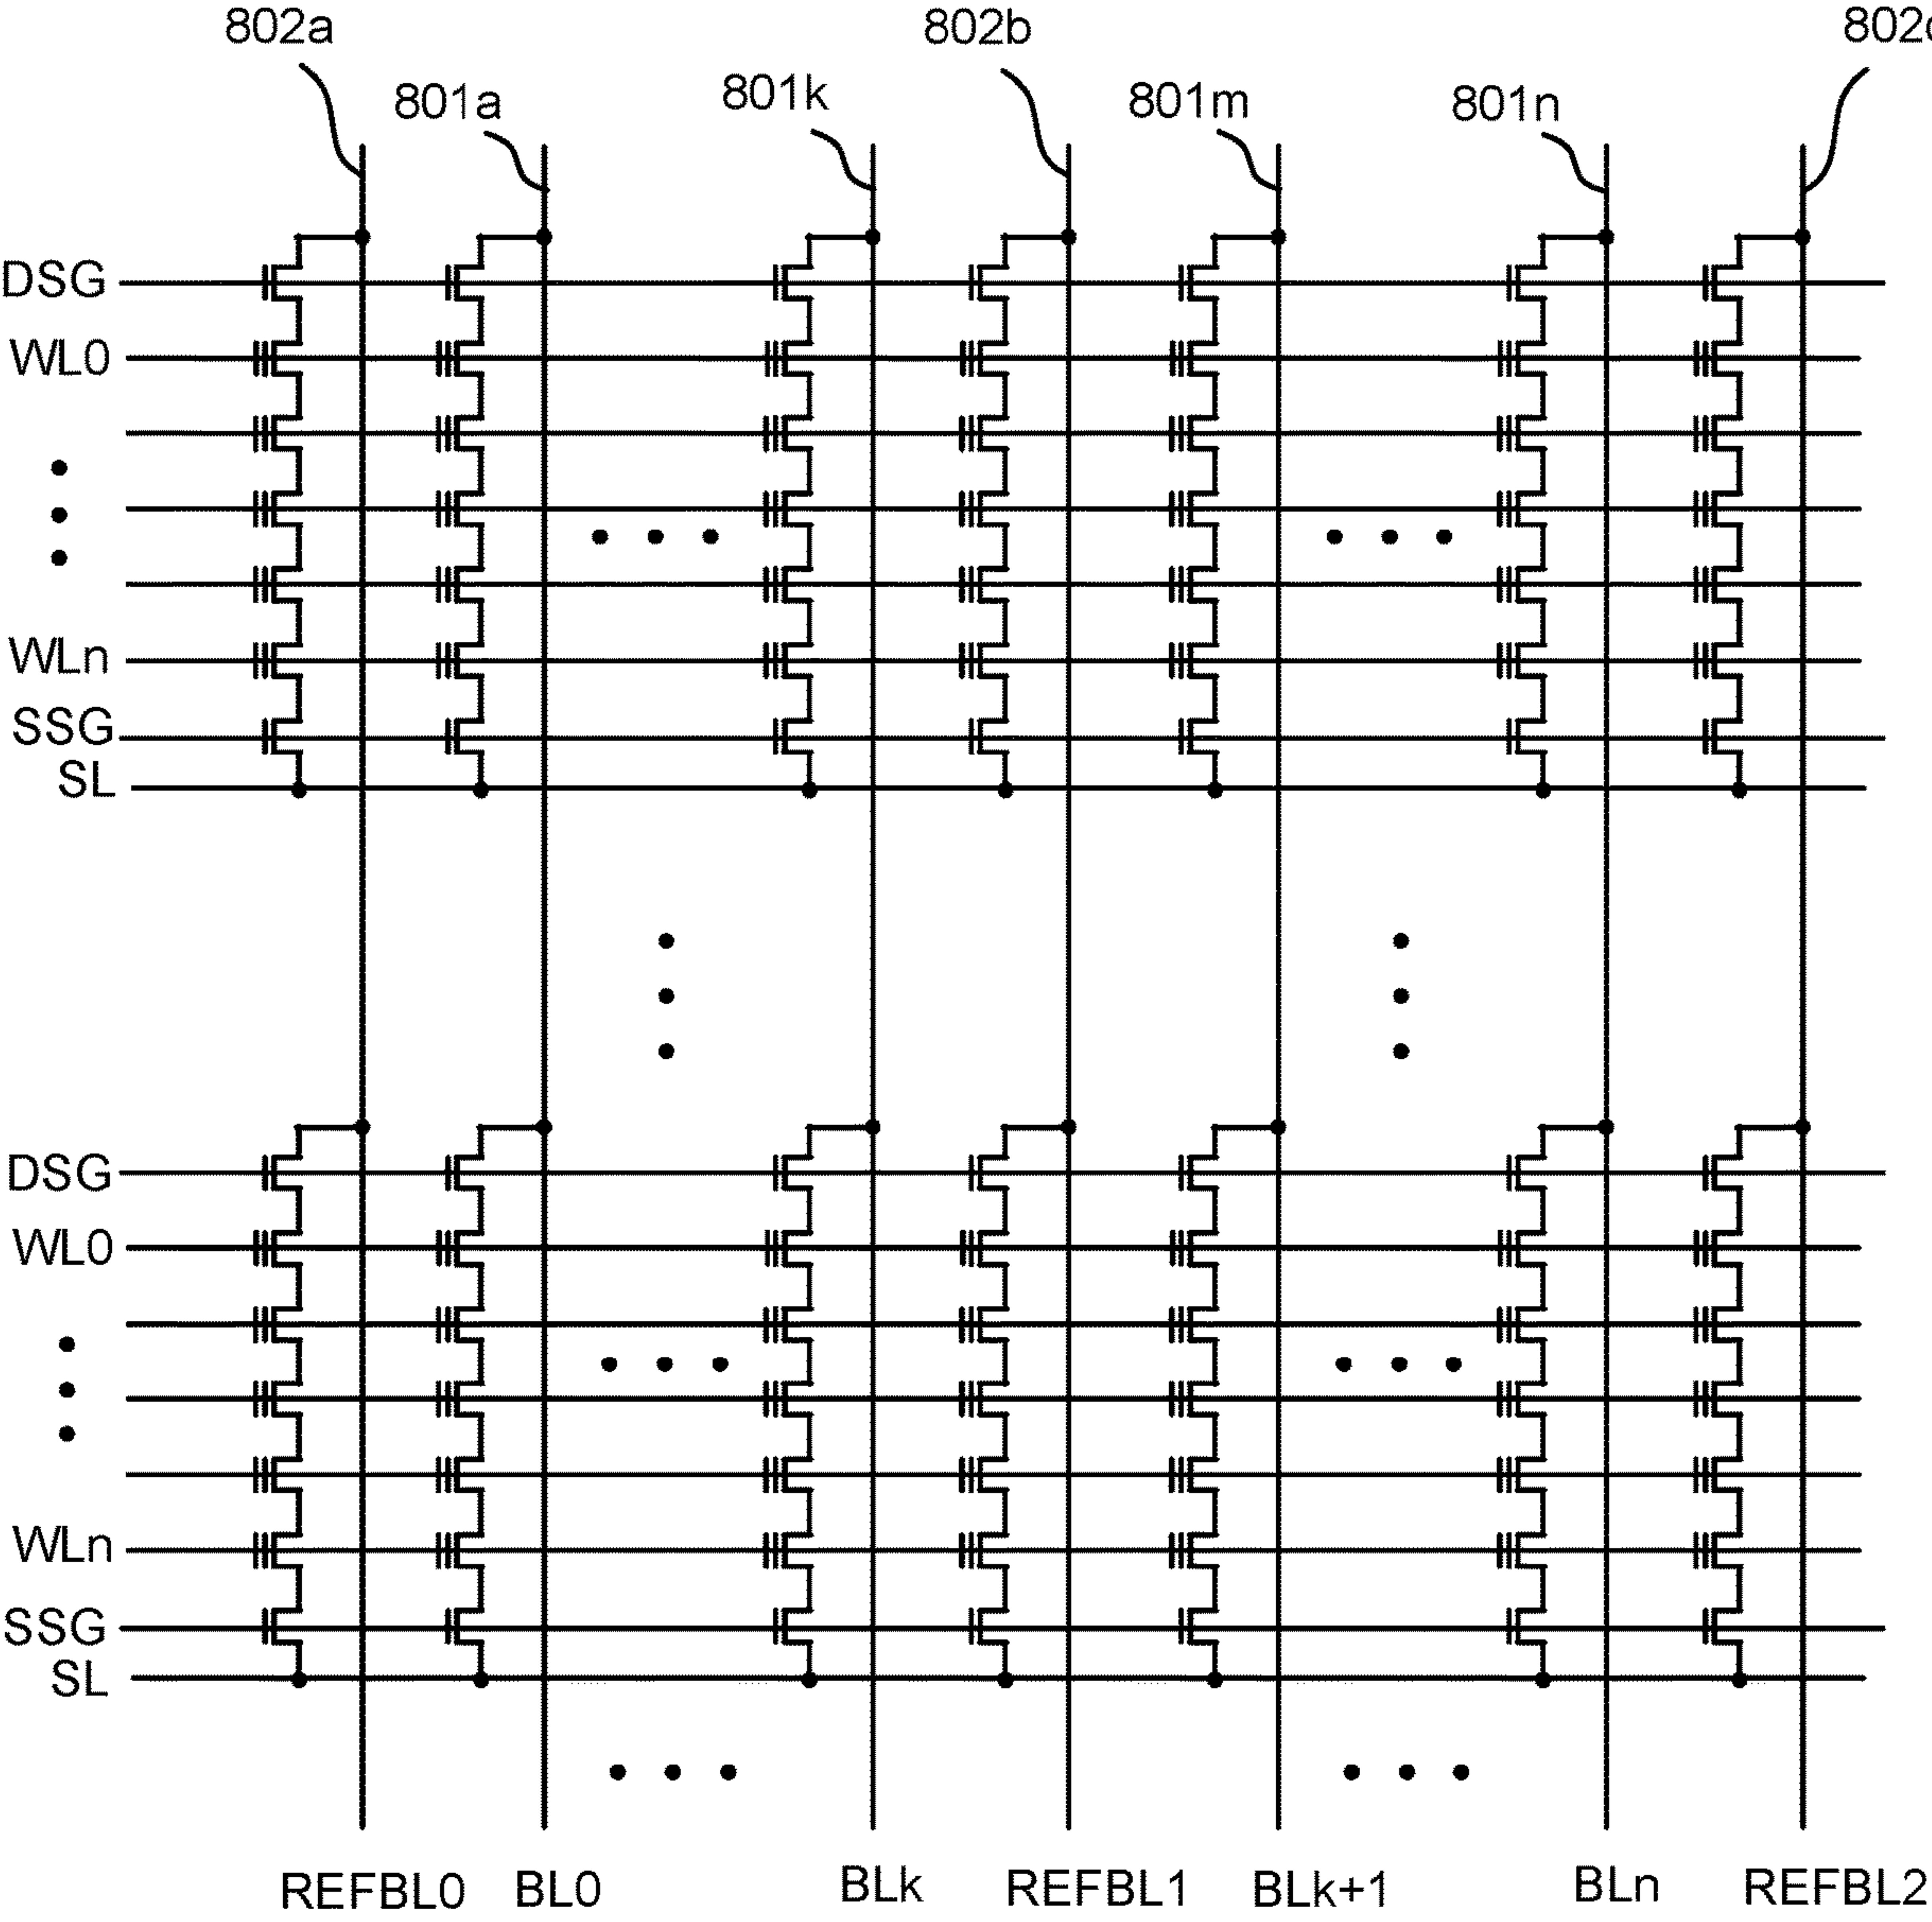 802a
802b
801a
801k
801m
801n
DSG
WL0
WLn
SSG
SL
DSG
WL0
WLn
SSG
SL
REFBL0
BL0
BLk
REFBL1
BLk+1
BLn
REFBL2